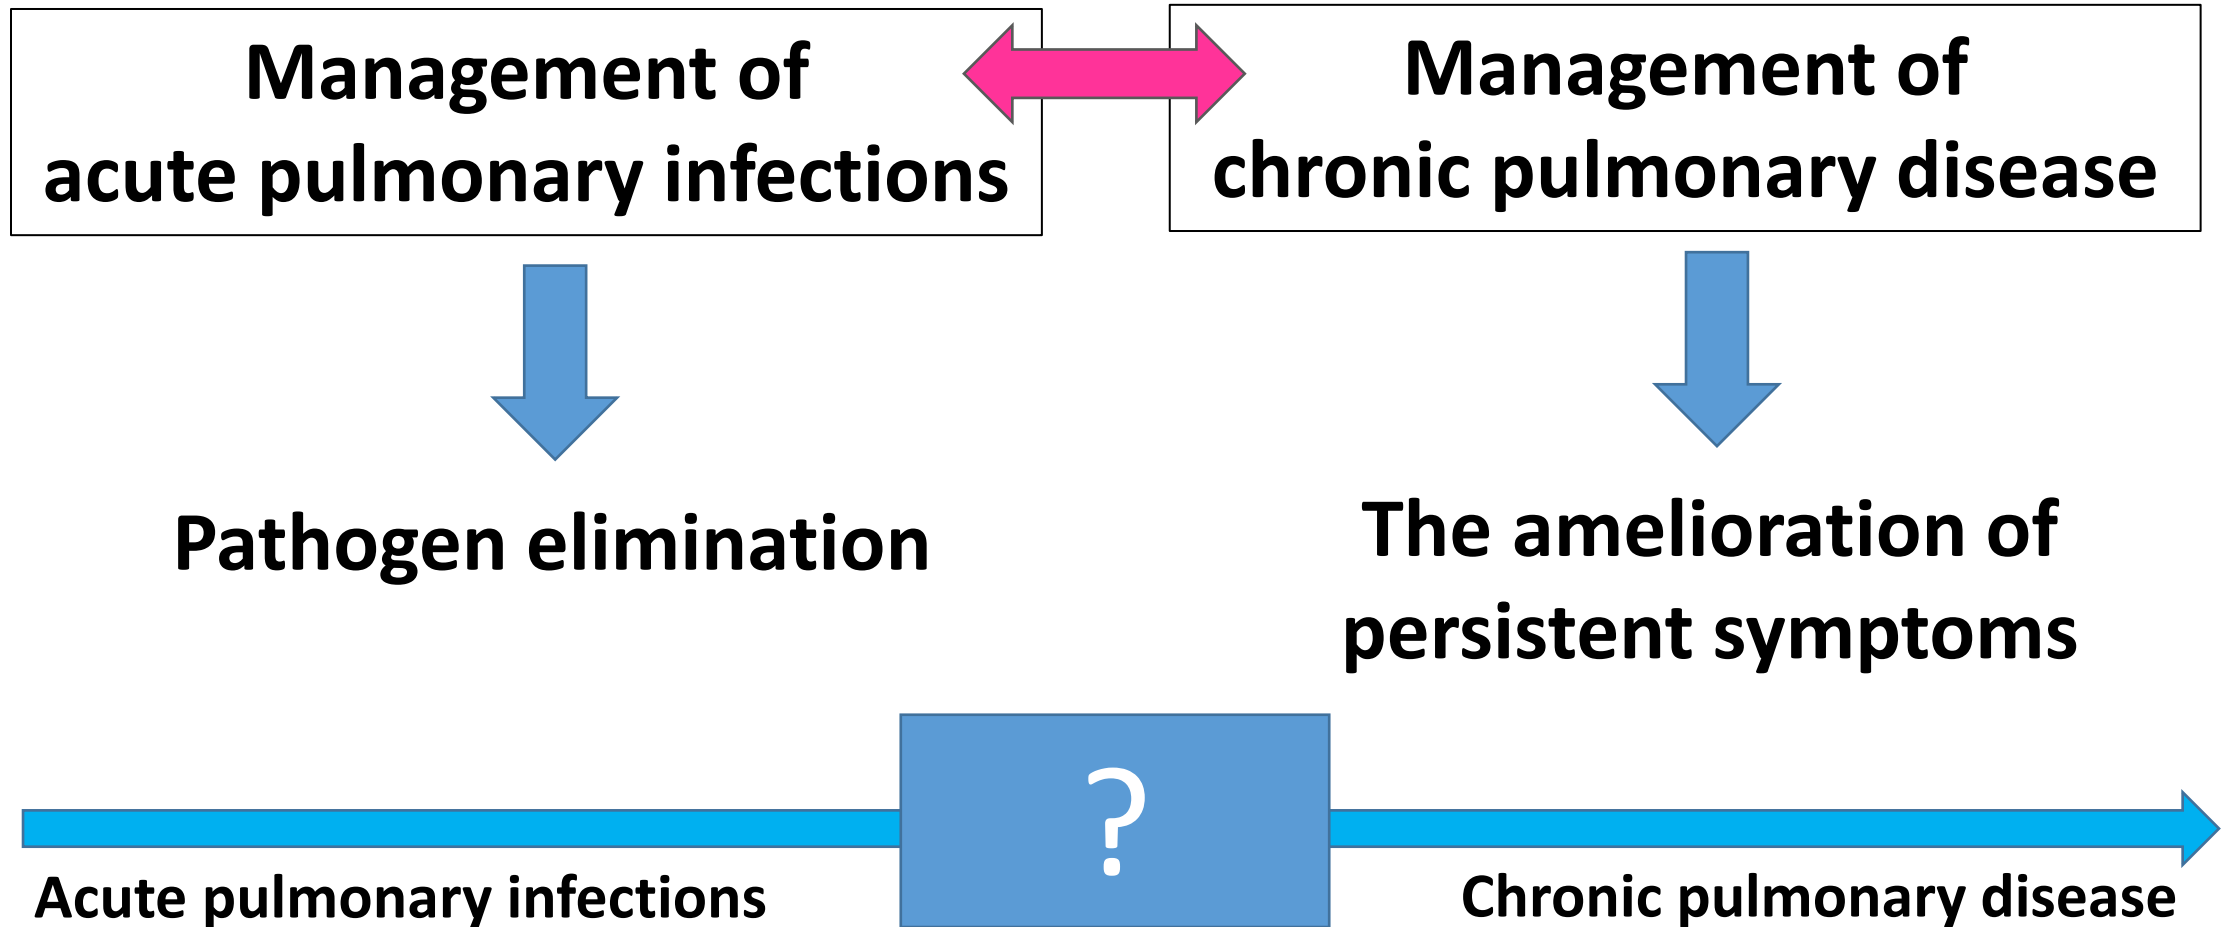 Management of
acute pulmonary infections
Management of
chronic pulmonary disease
Pathogen elimination
The amelioration of
persistent symptoms
?
Acute pulmonary infections
Chronic pulmonary disease